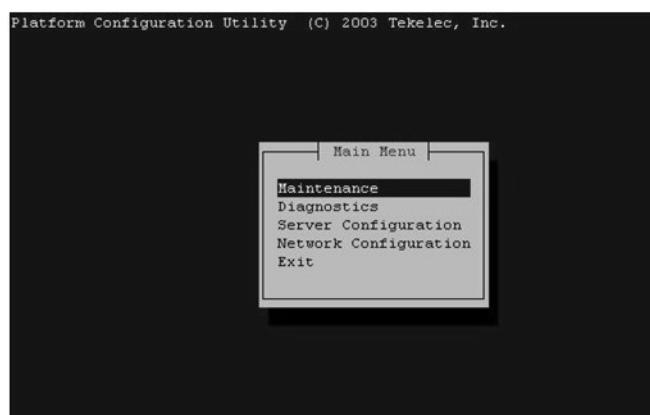 Platform Configuration Utility  (C) 2003 Tekelec, Inc.
Main Menu
Maintenance
Diagnostics
Server Configuration
Network Configuration
Exit